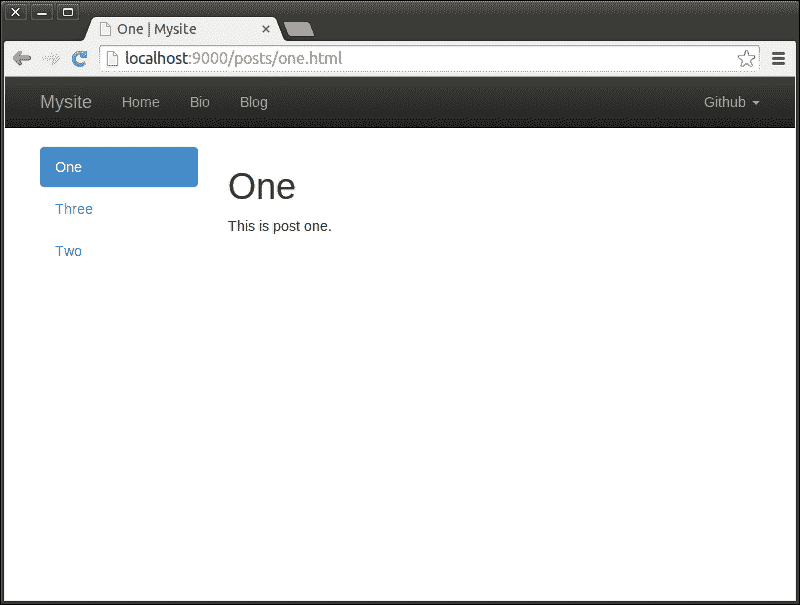 One | Mysite
localhost:9000/posts/one.html
Mysite Home Bio Blog Github
One
Three
Two
One
This is post one.